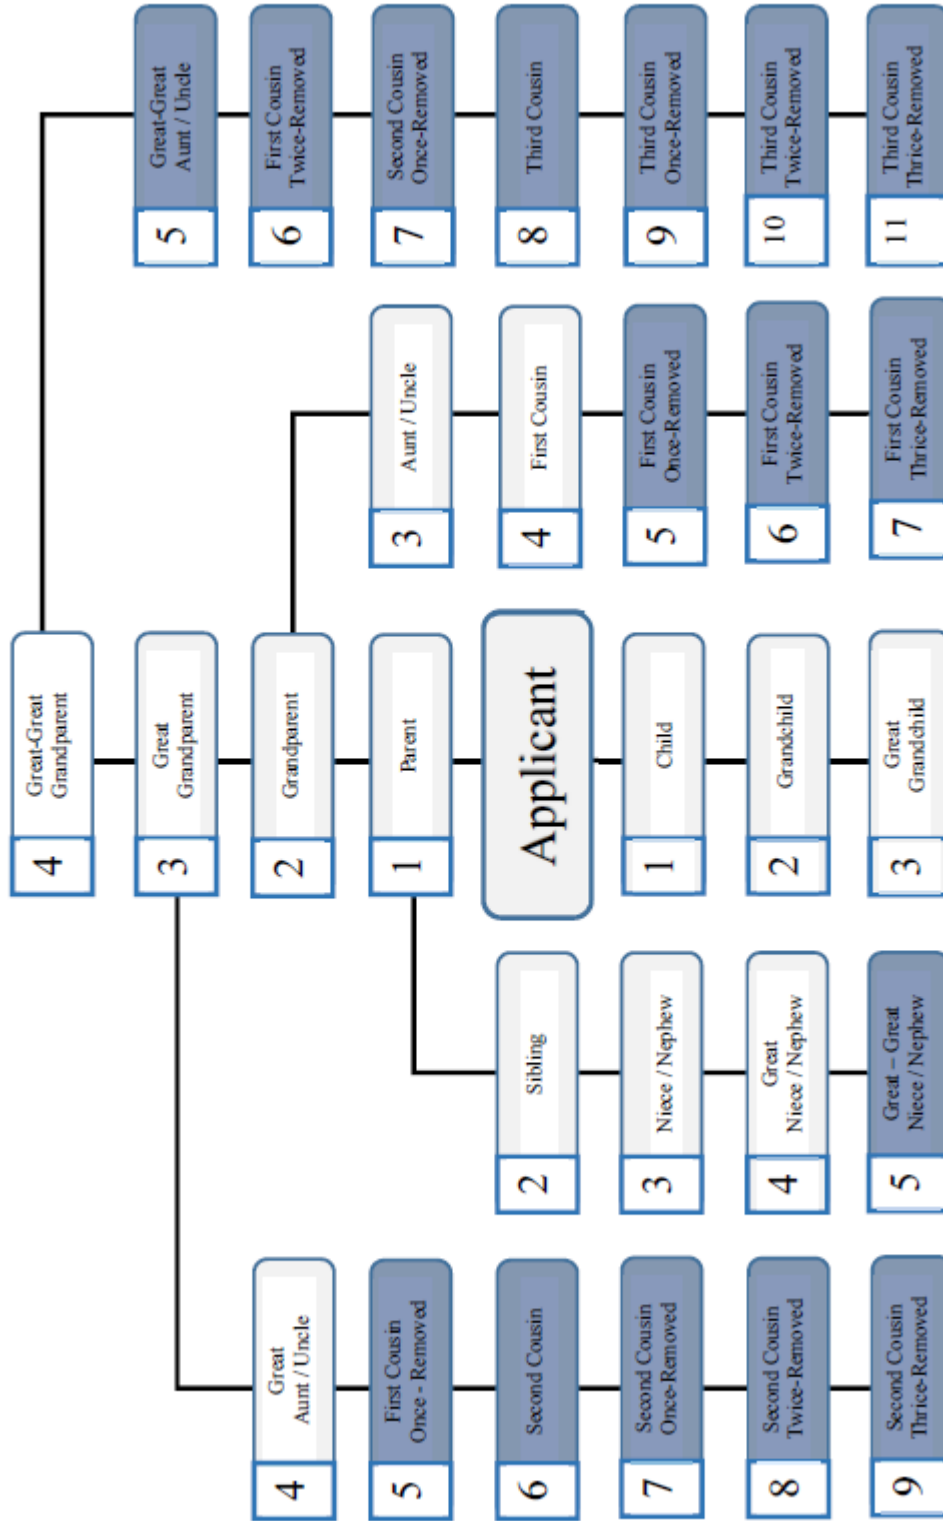 4
Great-Great
Grandparent
3
Great
Grandparent
5
Great-Great
Aunt / Uncle
4
Great
Aunt / Uncle
2
Grandparent
6
First Cousin
Twice-Removed
5
First Cousin
Once - Removed
1
Parent
3
Aunt / Uncle
7
Second Cousin
Once-Removed
6
Second Cousin
2
Sibling
Applicant
4
First Cousin
8
Third Cousin
7
Second Cousin
Once-Removed
3
Niece / Nephew
1
Child
5
First Cousin
Once-Removed
9
Third Cousin
Once-Removed
8
Second Cousin
Twice-Removed
4
Great
Niece / Nephew
2
Grandchild
6
First Cousin
Twice-Removed
10
Third Cousin
Twice-Removed
9
Second Cousin
Thrice-Removed
5
Great – Great
Niece / Nephew
3
Great
Grandchild
7
First Cousin
Thrice-Removed
11
Third Cousin
Thrice-Removed